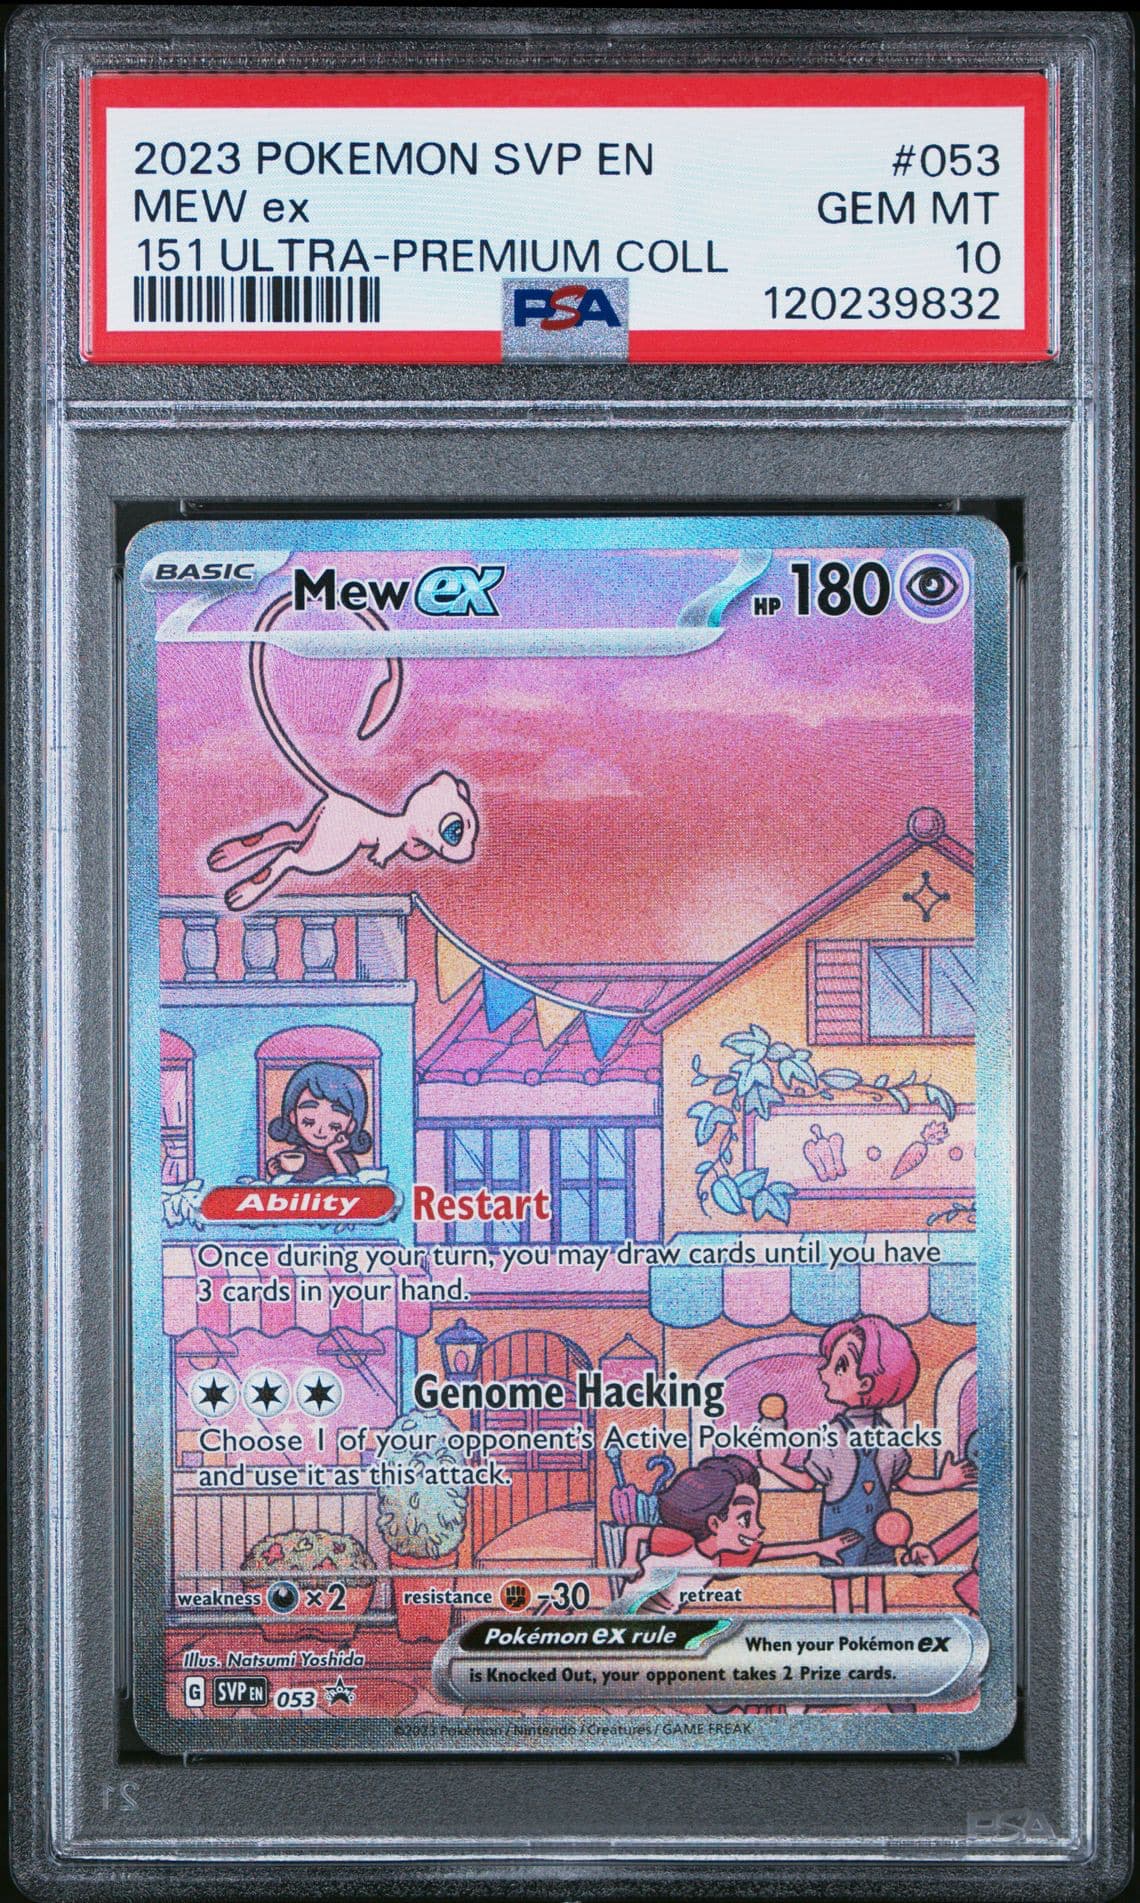 2023 POKEMON SVP EN #053
MEW ex GEM MT
151 ULTRA-PREMIUM COLL 10
PSA 120239832
BASIC Mew ex HP 180
Ability Restart
Once during your turn, you may draw cards until you have
3 cards in your hand.
Genome Hacking
Choose 1 of your opponent's Active Pokémon's attacks
and use it as this attack.
weakness ×2 resistance -30 retreat
Pokémon ex rule When your Pokémon ex
is Knocked Out, your opponent takes 2 Prize cards.
Illus. Natsumi Yoshida
G SVP EN 053 PROMO
©2023 Pokémon / Nintendo / Creatures / GAME FREAK
21
PSA